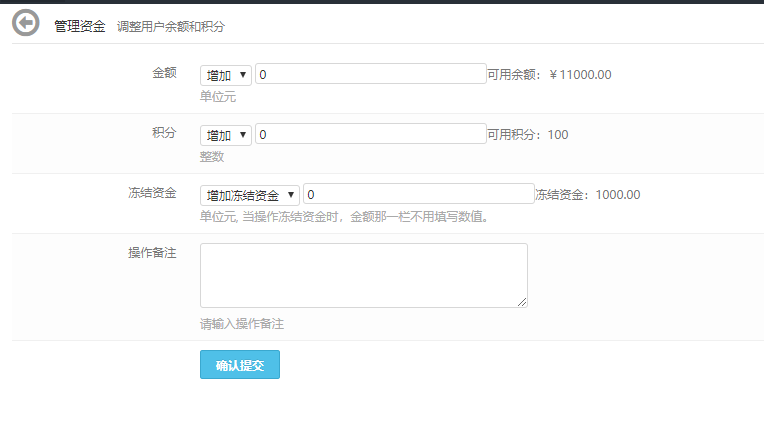 管理资金 调整用户余额和积分
金额 增加 0 可用余额：￥11000.00
单位元
积分 增加 0 可用积分：100
整数
冻结资金 增加冻结资金 0 冻结资金：1000.00
单位元, 当操作冻结资金时，金额那一栏不用填写数值。
操作备注
请输入操作备注
确认提交